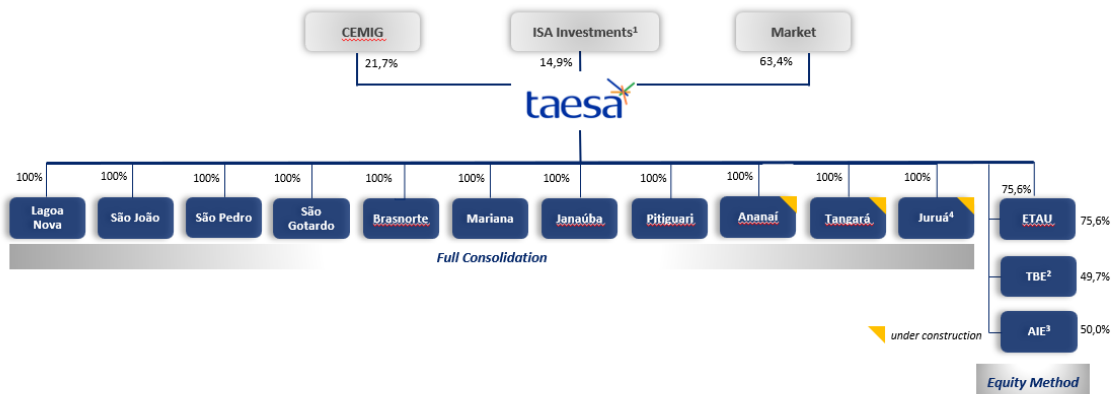 CEMIG
ISA Investments¹
Market
21,7%
14,9%
63,4%
taesa
100%
100%
100%
100%
100%
100%
100%
100%
100%
100%
100%
75,6%
Lagoa
Nova
São João
São Pedro
São
Gotardo
Brasnorte
Mariana
Janaúba
Pitiguari
Ananaí
Tangará
Juruá⁴
ETAU
75,6%
Full Consolidation
TBE²
49,7%
under construction
AIE³
50,0%
Equity Method